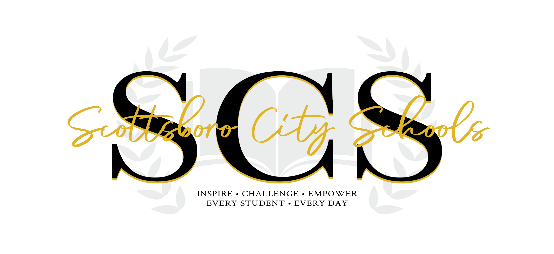 SCS
Scottsboro City Schools
INSPIRE • CHALLENGE • EMPOWER
EVERY STUDENT • EVERY DAY